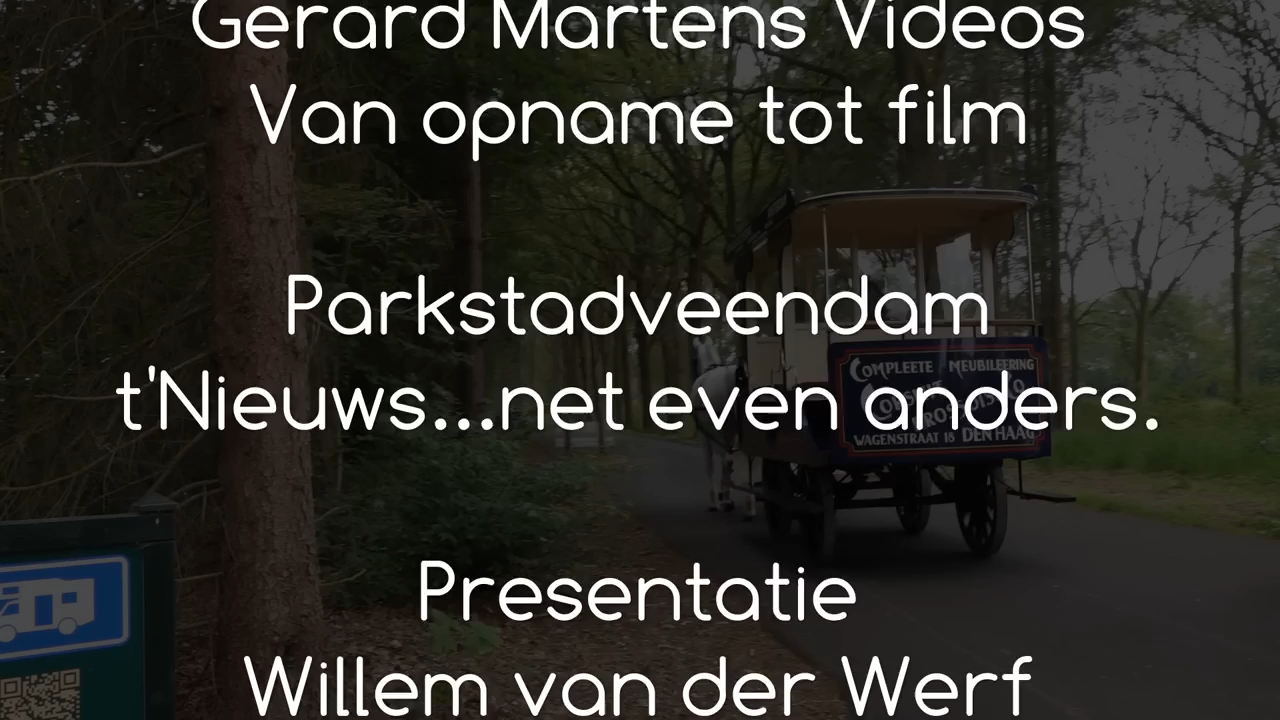 Gerard Martens Videos
Van opname tot film
Parkstadveendam
t'Nieuws...net even anders.
Presentatie
Willem van der Werf
COMPLEETE MEUBILEERING
WAGENSTRAAT 15 DEN HAAG